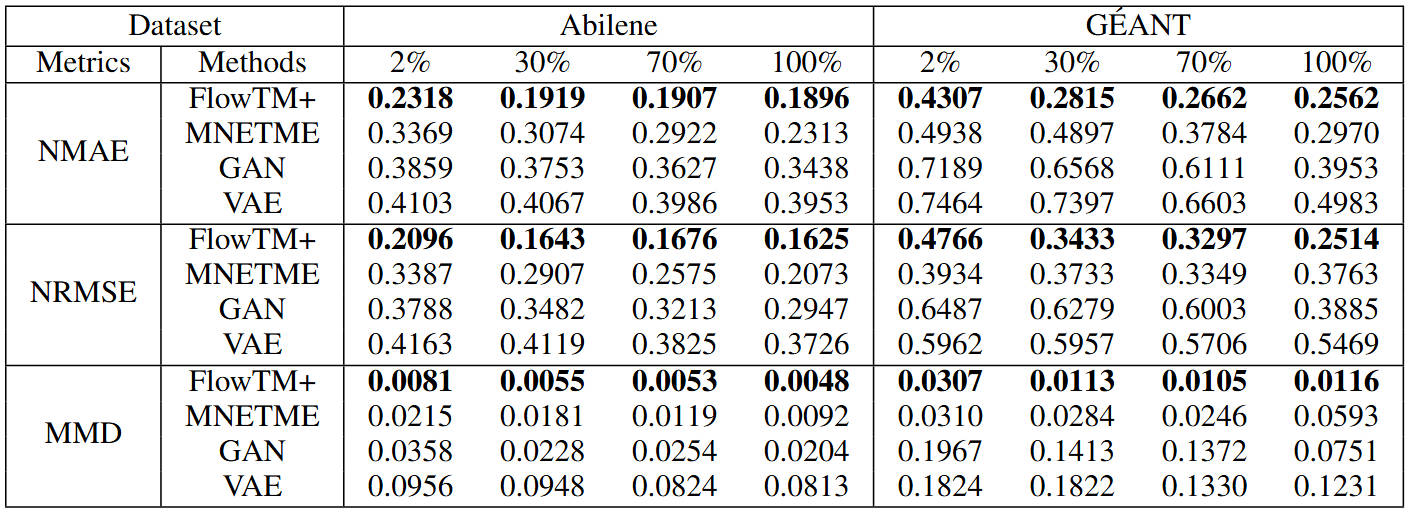 Dataset Abilene GÉANT
Metrics Methods 2% 30% 70% 100% 2% 30% 70% 100%
NMAE FlowTM+ 0.2318 0.1919 0.1907 0.1896 0.4307 0.2815 0.2662 0.2562
MNETME 0.3369 0.3074 0.2922 0.2313 0.4938 0.4897 0.3784 0.2970
GAN 0.3859 0.3753 0.3627 0.3438 0.7189 0.6568 0.6111 0.3953
VAE 0.4103 0.4067 0.3986 0.3953 0.7464 0.7397 0.6603 0.4983
NRMSE FlowTM+ 0.2096 0.1643 0.1676 0.1625 0.4766 0.3433 0.3297 0.2514
MNETME 0.3387 0.2907 0.2575 0.2073 0.3934 0.3733 0.3349 0.3763
GAN 0.3788 0.3482 0.3213 0.2947 0.6487 0.6279 0.6003 0.3885
VAE 0.4163 0.4119 0.3825 0.3726 0.5962 0.5957 0.5706 0.5469
MMD FlowTM+ 0.0081 0.0055 0.0053 0.0048 0.0307 0.0113 0.0105 0.0116
MNETME 0.0215 0.0181 0.0119 0.0092 0.0310 0.0284 0.0246 0.0593
GAN 0.0358 0.0228 0.0254 0.0204 0.1967 0.1413 0.1372 0.0751
VAE 0.0956 0.0948 0.0824 0.0813 0.1824 0.1822 0.1330 0.1231